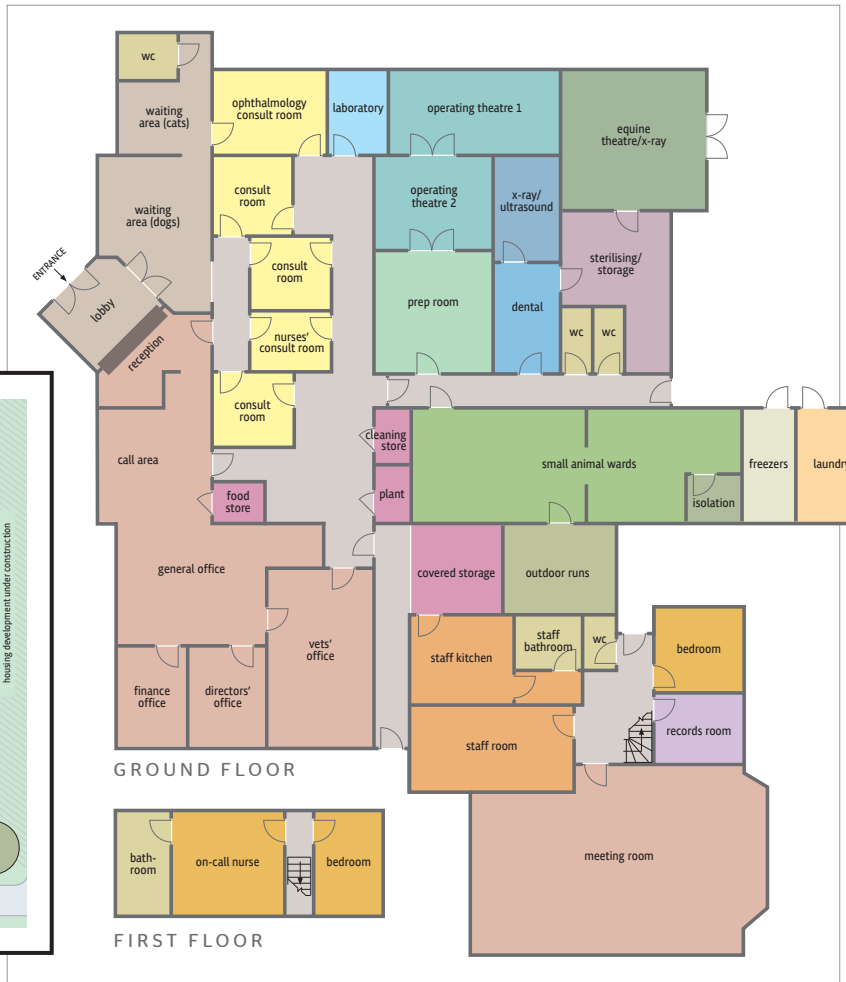 wc
waiting
area (cats)
ophthalmology
consult room
laboratory
operating theatre 1
equine
theatre/x-ray
waiting
area (dogs)
consult
room
operating
theatre 2
x-ray/
ultrasound
sterilising/
storage
ENTRANCE
lobby
reception
consult
room
prep room
dental
wc
wc
nurses'
consult room
consult
room
call area
cleaning
store
small animal wards
freezers
laundry
food
store
plant
isolation
general office
covered storage
outdoor runs
housing development under construction
vets'
office
staff kitchen
staff
bathroom
wc
bedroom
finance
office
directors'
office
staff room
records room
GROUND FLOOR
bath-
room
on-call nurse
bedroom
meeting room
FIRST FLOOR